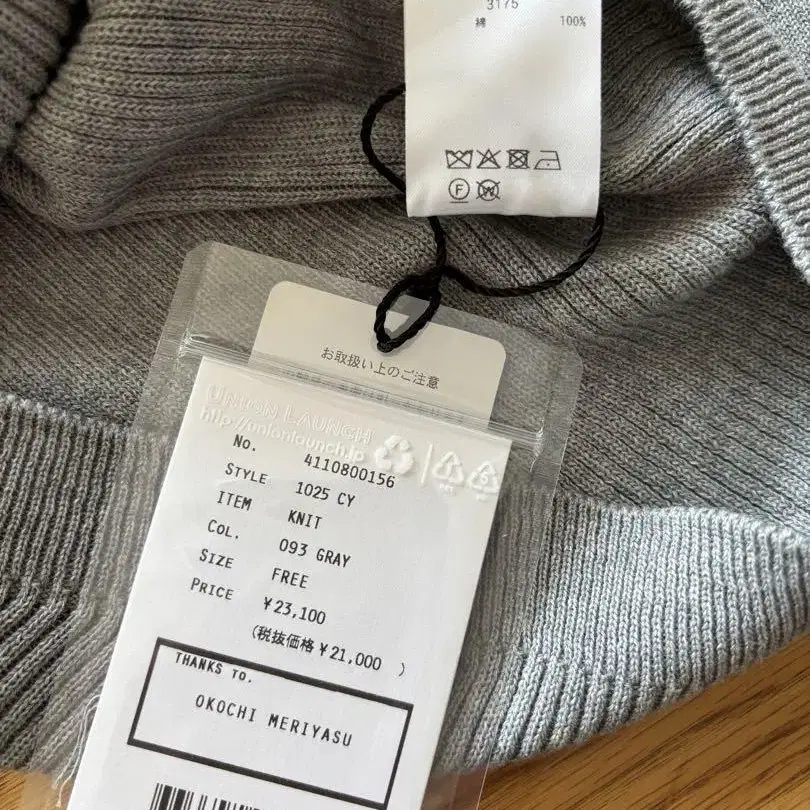 3175
綿 100%
F
W
お取扱い上のご注意
UNION LAUNCH
http://unionlaunch.jp
No. 4110800156
STYLE 1025 CY
ITEM KNIT
COL. 093 GRAY
SIZE FREE
PRICE ¥23,100
(税抜価格 ¥21,000 )
THANKS TO.
OKOCHI MERIYASU